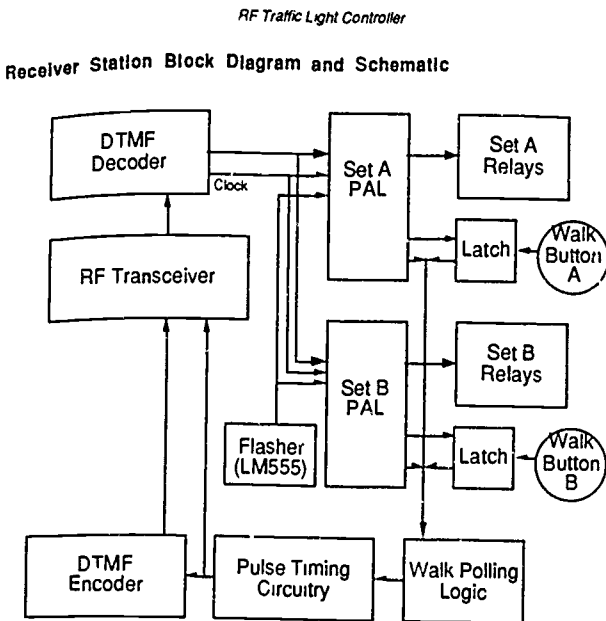 RF Traffic Light Controller
Receiver Station Block Diagram and Schematic
DTMF
Decoder
Clock
Set A
PAL
Set A
Relays
Latch
Walk
Button
A
RF Transceiver
Set B
PAL
Set B
Relays
Flasher
(LM555)
Latch
Walk
Button
B
DTMF
Encoder
Pulse Timing
Circuitry
Walk Polling
Logic